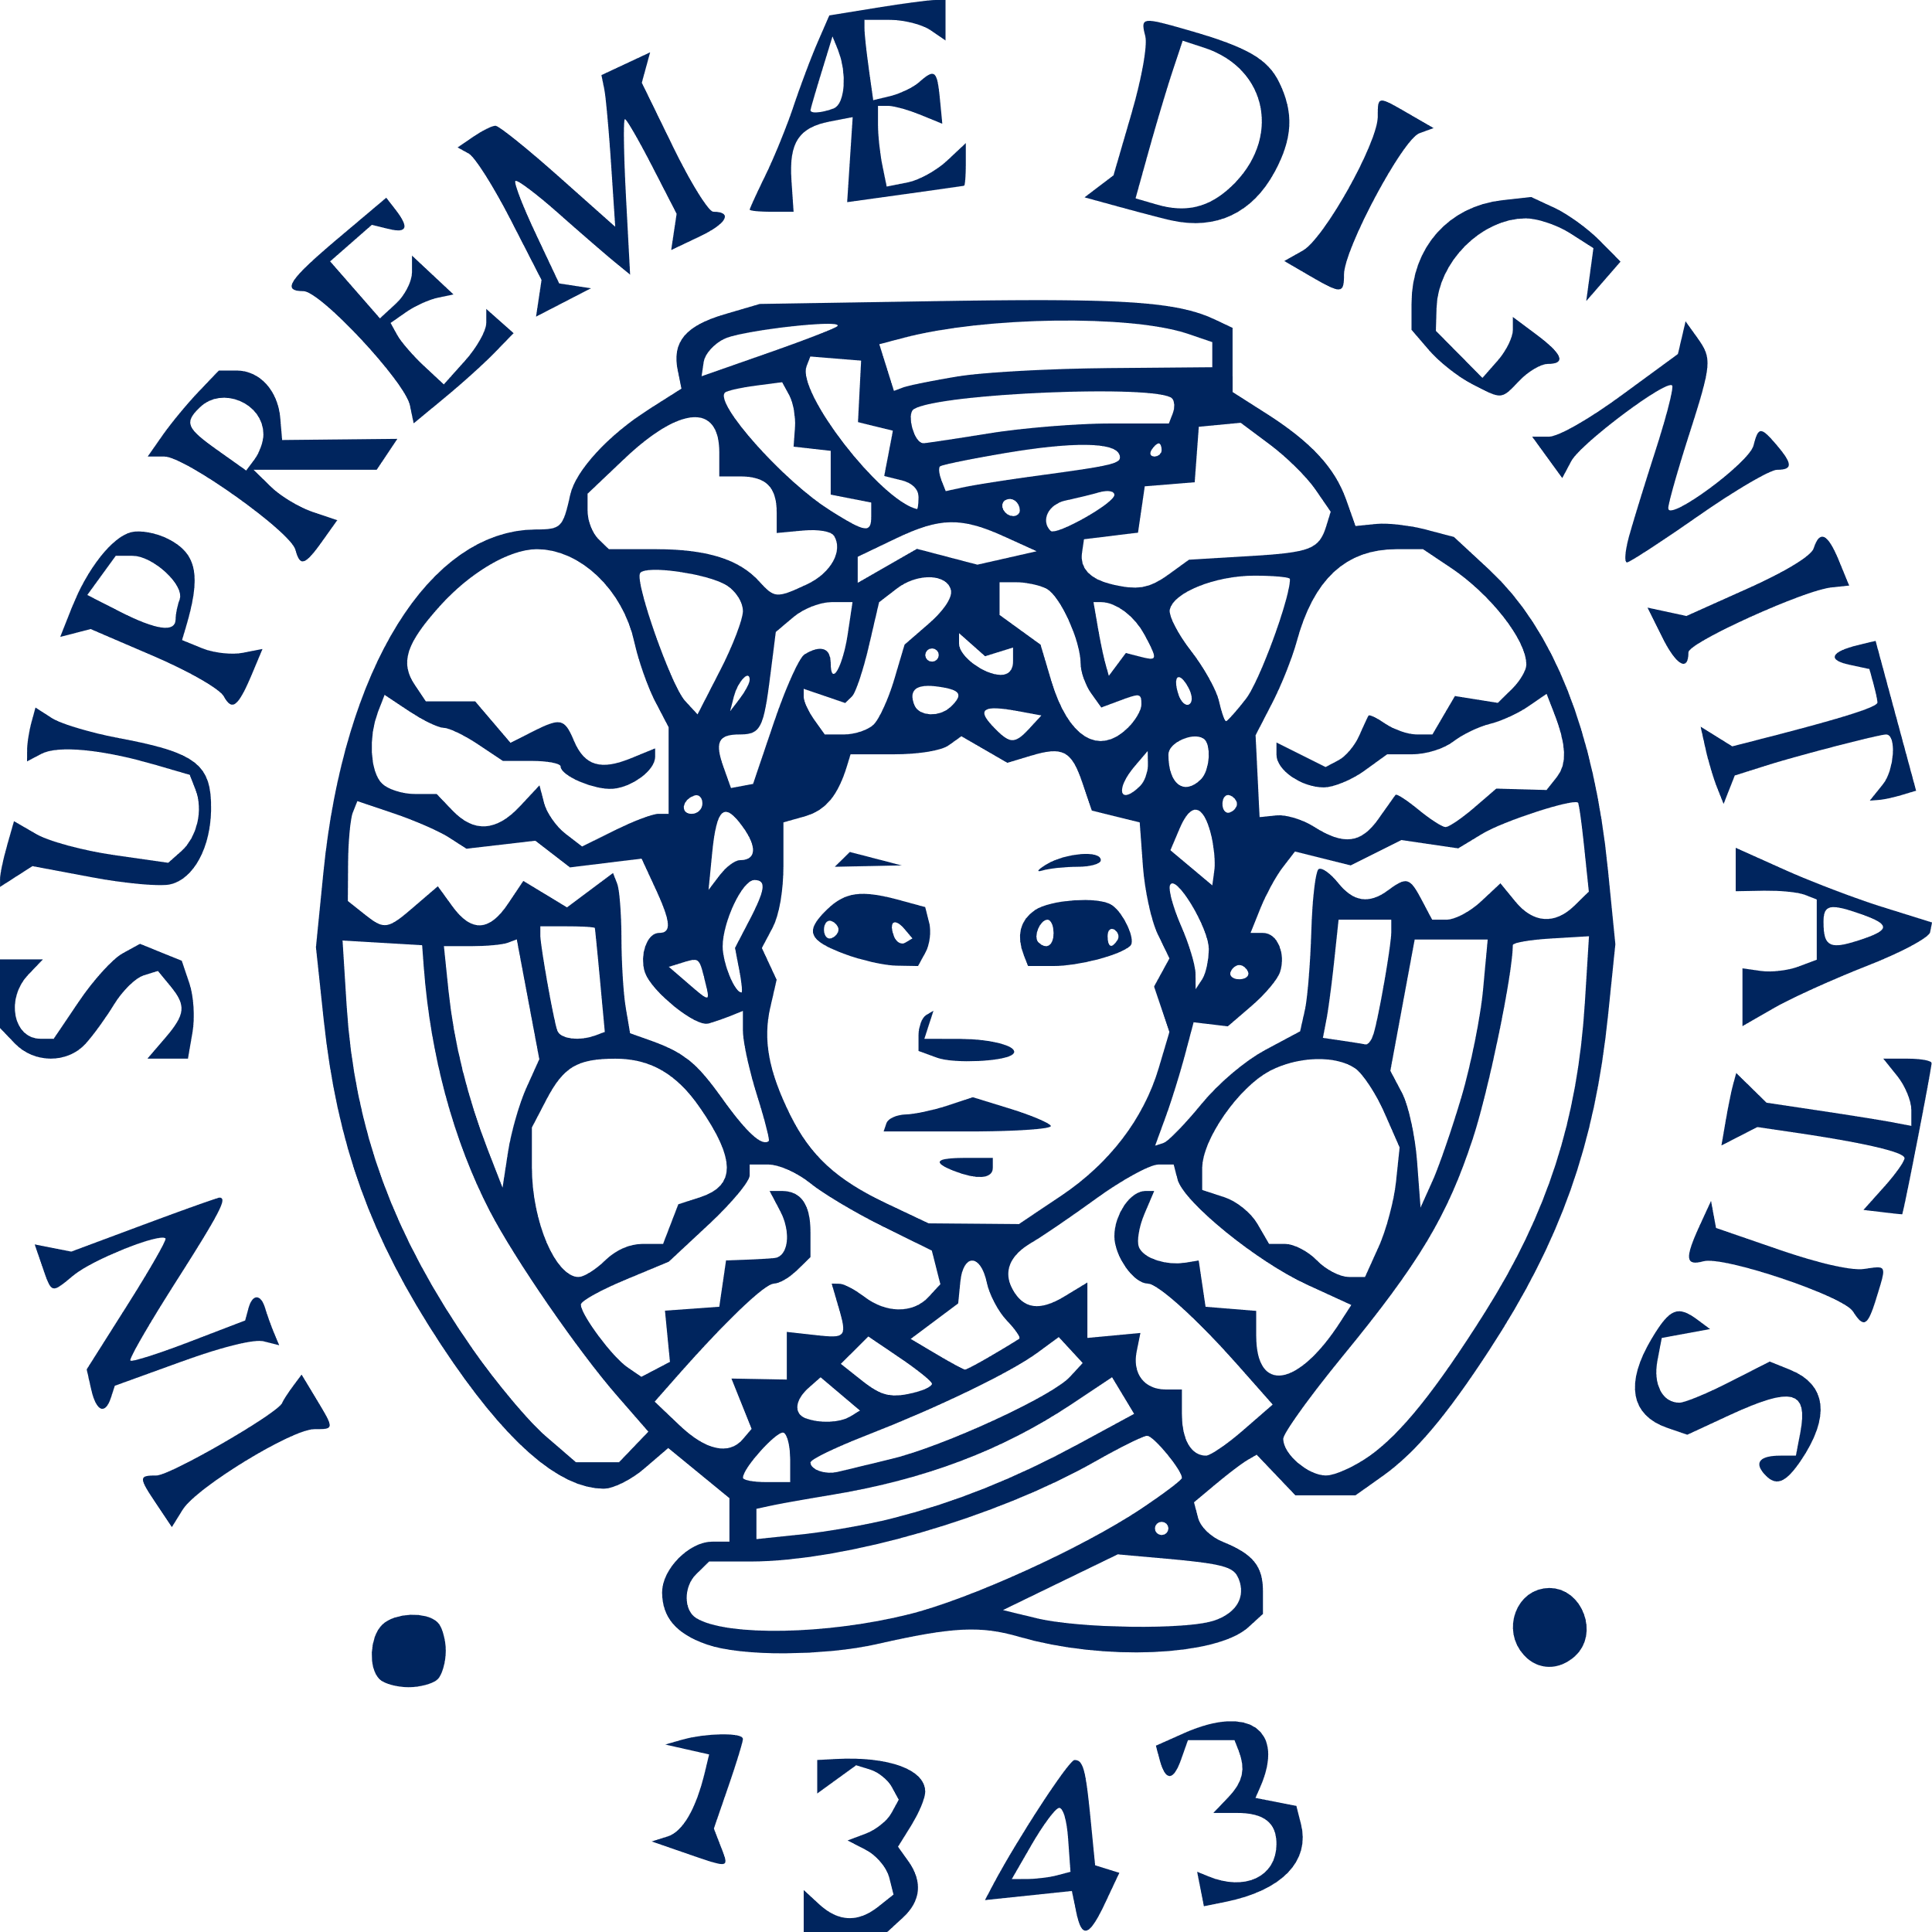 IN SUPREMÆ DIGNITATIS
• 1343 •